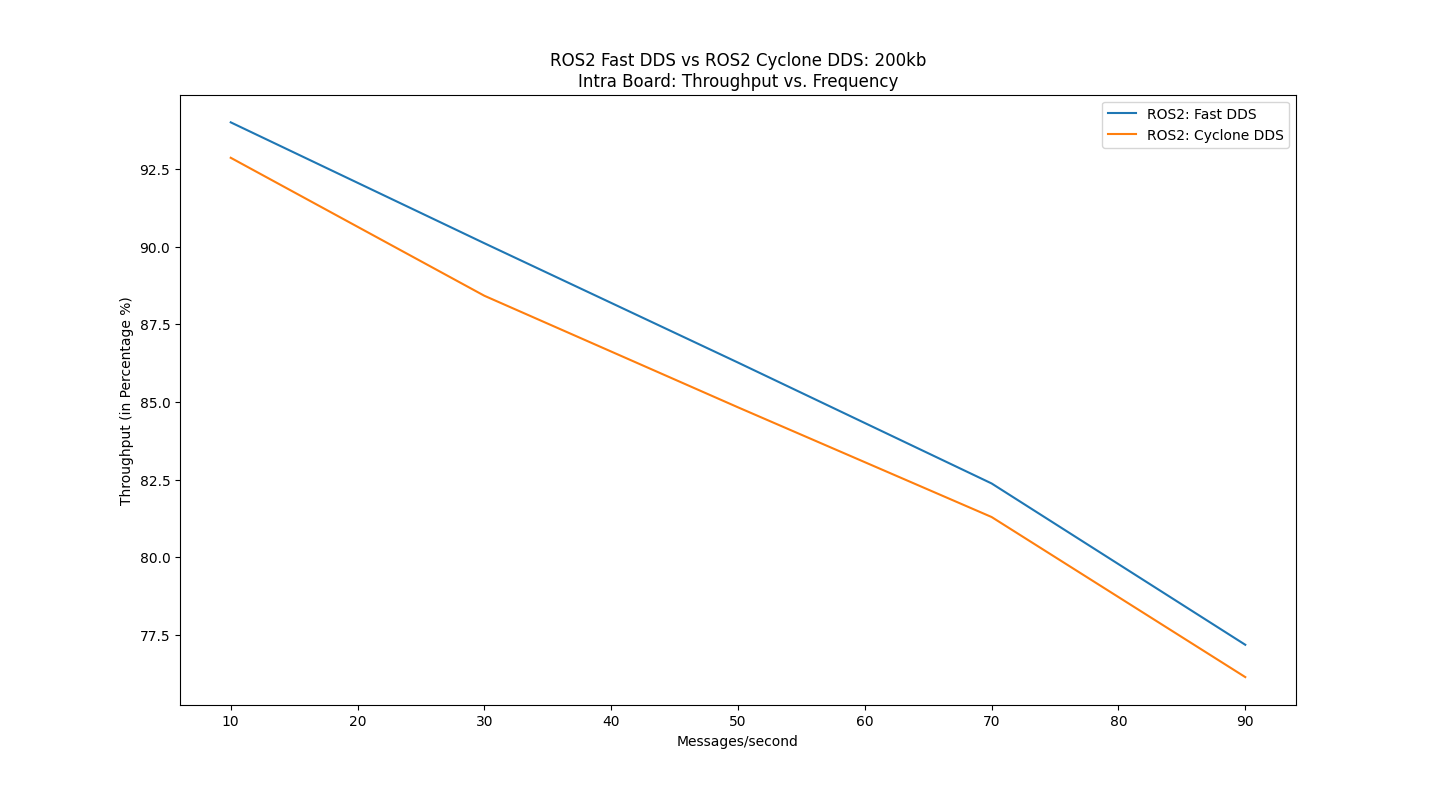 ROS2 Fast DDS vs ROS2 Cyclone DDS: 200kb
Intra Board: Throughput vs. Frequency
ROS2: Fast DDS
ROS2: Cyclone DDS
Throughput (in Percentage %)
92.5
90.0
87.5
85.0
82.5
80.0
77.5
10 20 30 40 50 60 70 80 90
Messages/second